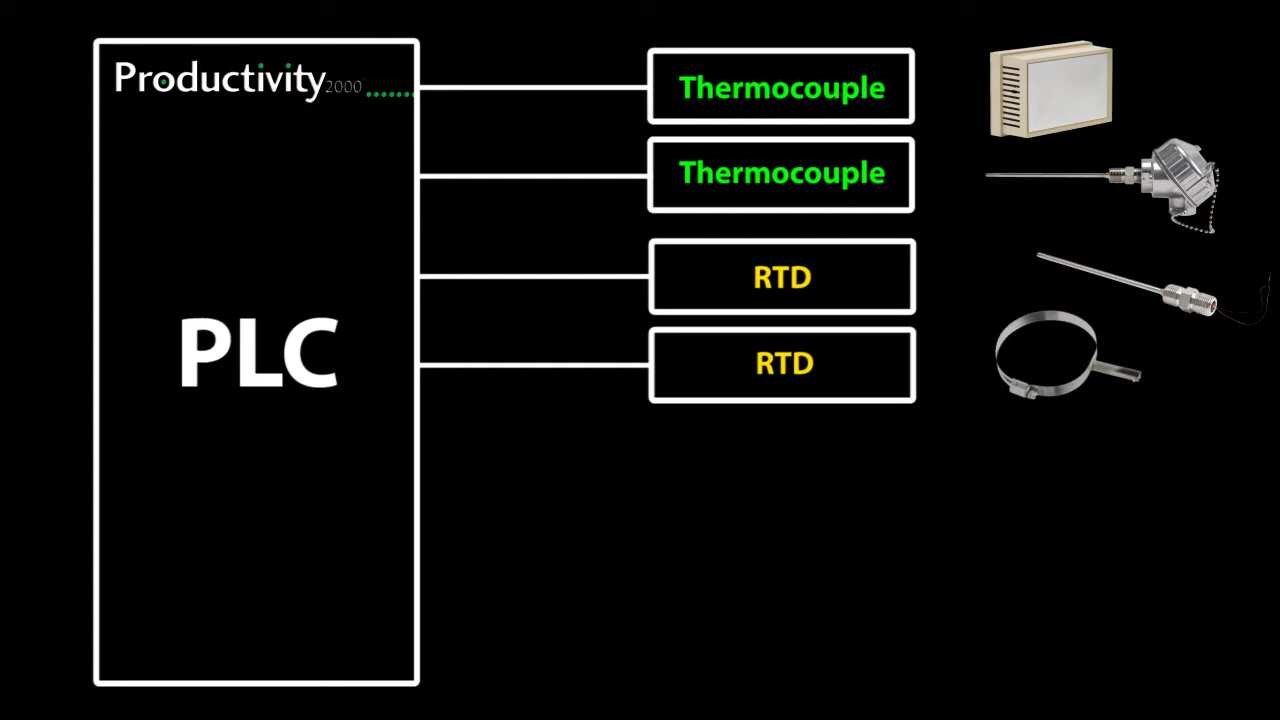 Productivity2000
Thermocouple
Thermocouple
RTD
PLC
RTD